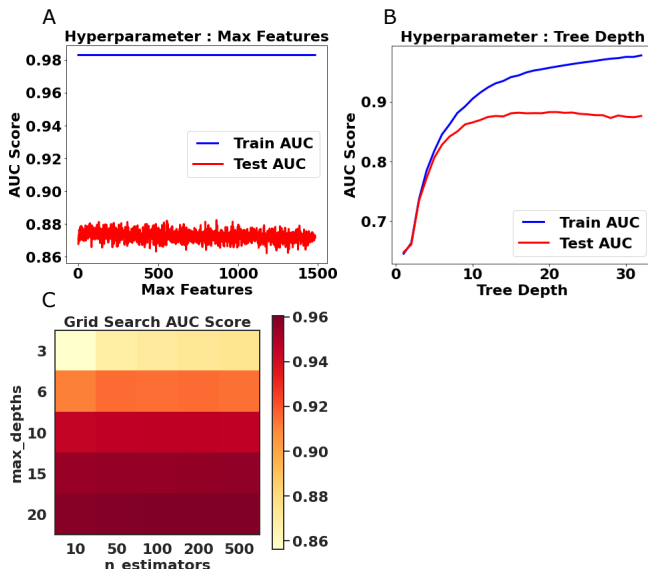 A
Hyperparameter : Max Features
AUC Score
0.98
0.96
0.94
0.92
0.90
0.88
0.86
Train AUC
Test AUC
0
500
1000
1500
Max Features
B
Hyperparameter : Tree Depth
AUC Score
0.9
0.8
0.7
Train AUC
Test AUC
0
10
20
30
Tree Depth
C
Grid Search AUC Score
max_depths
3
6
10
15
20
10
50
100
200
500
n_estimators
0.96
0.94
0.92
0.90
0.88
0.86